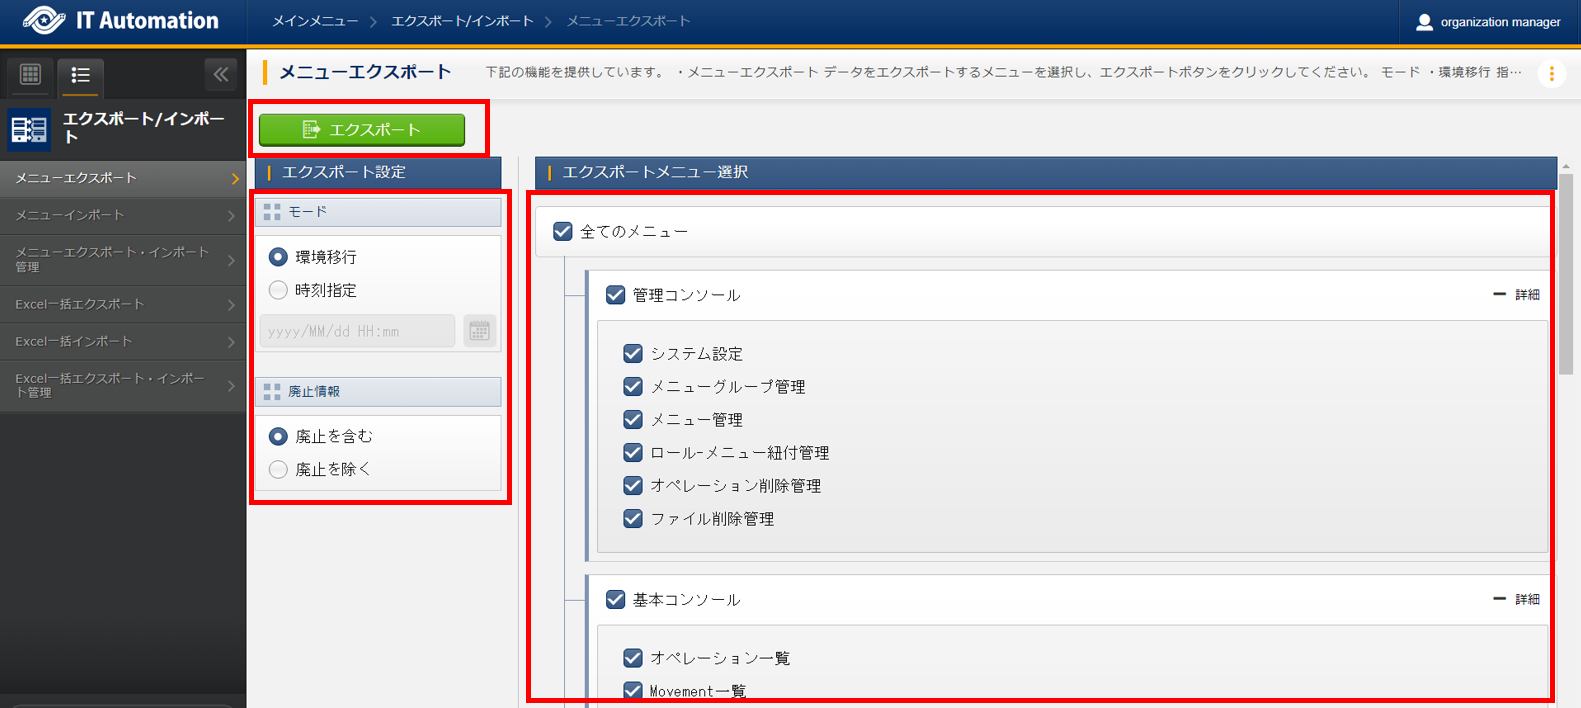 IT Automation
メインメニュー エクスポート/インポート メニューエクスポート
organization manager
エクスポート/インポー
ト
メニューエクスポート
メニューインポート
メニューエクスポート・インポート
管理
Excel一括エクスポート
Excel一括インポート
Excel一括エクスポート・インポー
ト管理
メニューエクスポート
下記の機能を提供しています。 ・メニューエクスポート データをエクスポートするメニューを選択し、エクスポートボタンをクリックしてください。 モード ・環境移行 指…
エクスポート
エクスポート設定
モード
環境移行
時刻指定
yyyy/MM/dd HH:mm
廃止情報
廃止を含む
廃止を除く
エクスポートメニュー選択
全てのメニュー
管理コンソール
詳細
システム設定
メニューグループ管理
メニュー管理
ロール-メニュー紐付管理
オペレーション削除管理
ファイル削除管理
基本コンソール
詳細
オペレーション一覧
Movement一覧